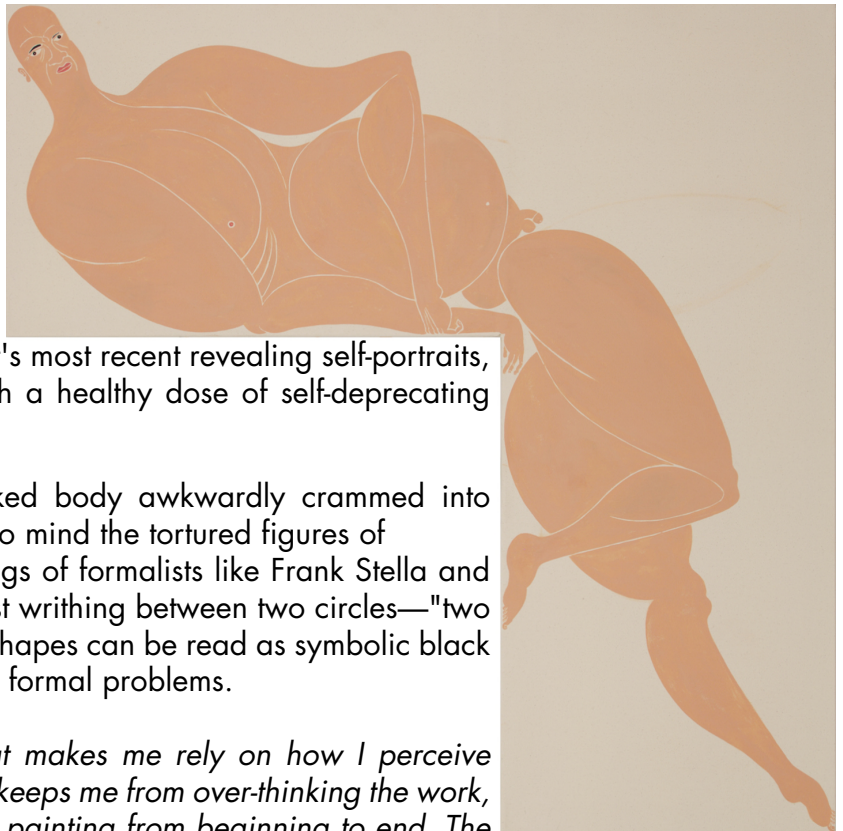 's most recent revealing self-portraits,
h a healthy dose of self-deprecating
ked body awkwardly crammed into
o mind the tortured figures of
gs of formalists like Frank Stella and
st writhing between two circles—"two
hapes can be read as symbolic black
formal problems.
at makes me rely on how I perceive
keeps me from over-thinking the work,
painting from beginning to end. The